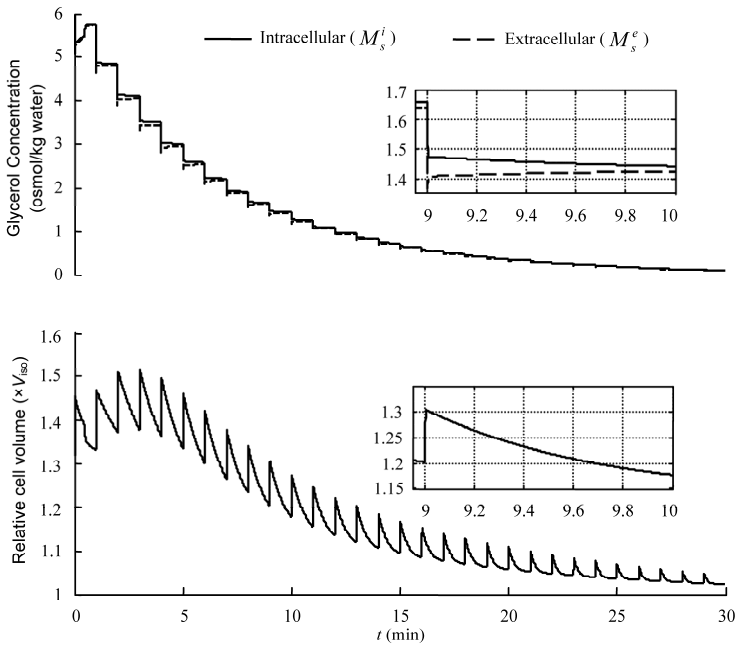 Glycerol Concentration
(osmol/kg water)
6
5
4
3
2
1
0
Intracellular ( M_s^i )
Extracellular ( M_s^e )
1.7
1.6
1.5
1.4
9 9.2 9.4 9.6 9.8 10
Relative cell volume (×V_iso)
1.6
1.5
1.4
1.3
1.2
1.1
1
1.3
1.25
1.2
1.15
9 9.2 9.4 9.6 9.8 10
0 5 10 15 20 25 30
t (min)